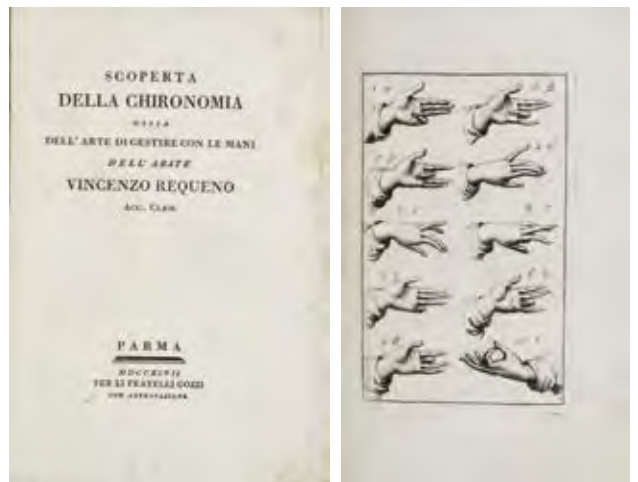 SCOPERTA
DELLA CHIRONOMIA
OSSIA
DELL' ARTE DI GESTIRE CON LE MANI
DELL' ABATE
VINCENZO REQUENO
ACC. CLEM.
PARMA
MDCCXCVII
PER LI FRATELLI GOZZI
CON APPROVAZIONE